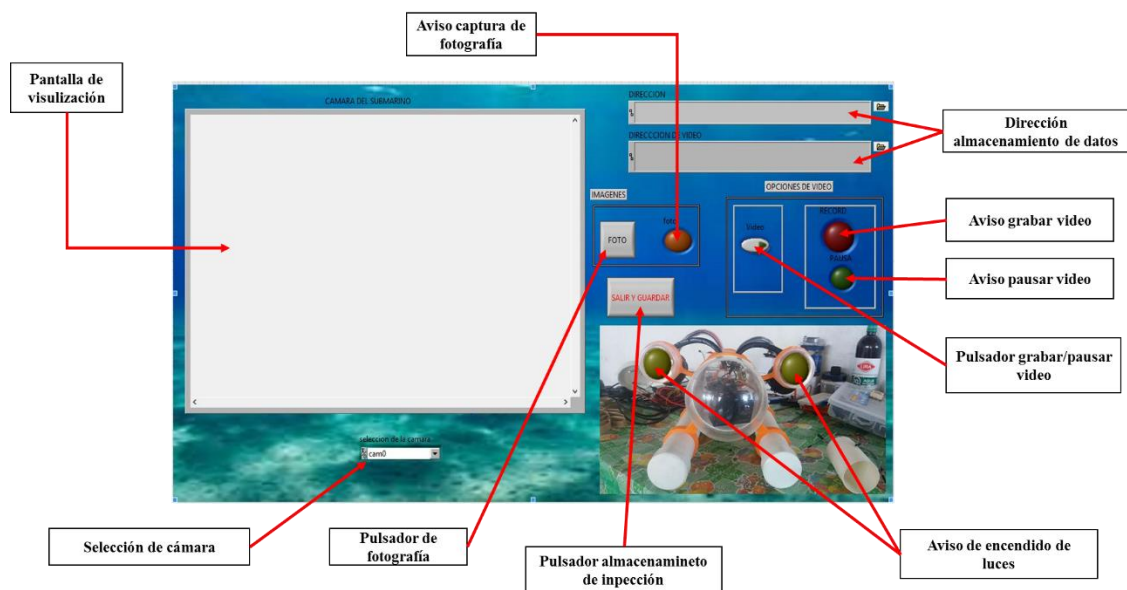 Aviso captura de
fotografía
Pantalla de
visulización
CAMARA DEL SUBMARINO
DIRECCION
DIRECCCION DE VIDEO
Dirección
almacenamiento de datos
IMAGENES
OPCIONES DE VIDEO
foto
FOTO
Video
RECORD
PAUSA
Aviso grabar video
Aviso pausar video
SALIR Y GUARDAR
Pulsador grabar/pausar
video
seleccion de la camara
cam0
Selección de cámara
Pulsador de
fotografía
Pulsador almacenamineto
de inpección
Aviso de encendido de
luces